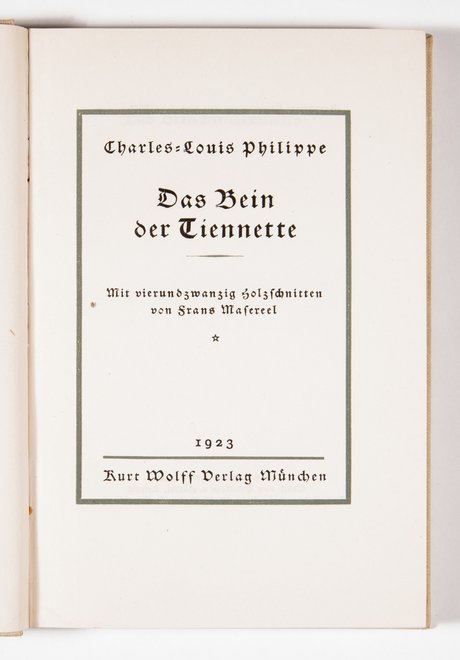 Charles-Louis Philippe
Das Bein
der Tiennette
Mit vierundzwanzig Holzschnitten
von Frans Masereel
☆
1923
Kurt Wolff Verlag München